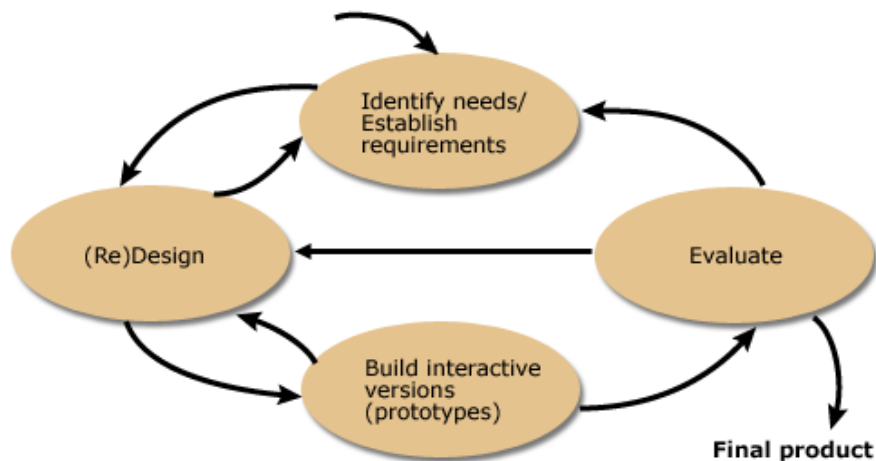 Identify needs/
Establish
requirements
(Re)Design
Evaluate
Build interactive
versions
(prototypes)
Final product